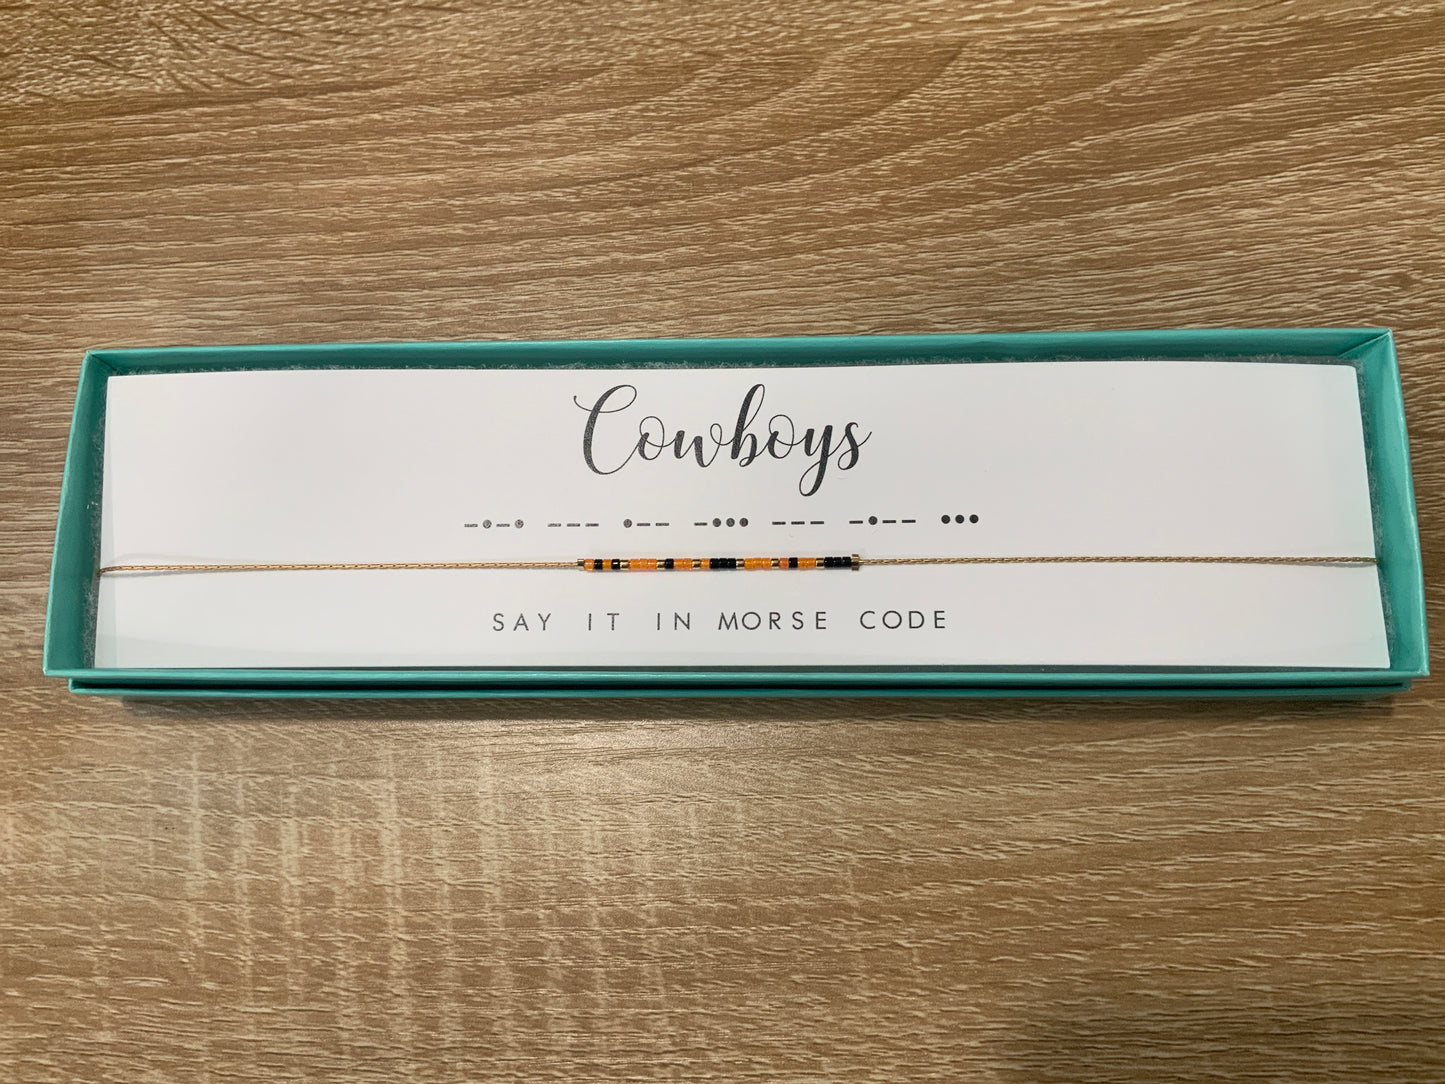 Cowboys
–•–• ––– •–– –••• ––– –•–– •••
SAY IT IN MORSE CODE